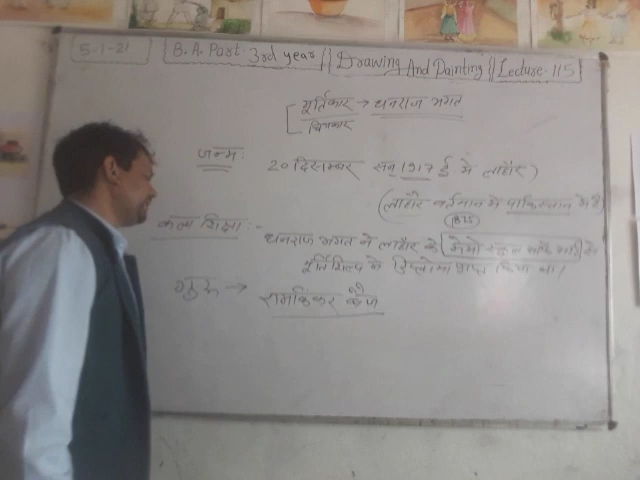 5-1-21
B.A. Part-3rd year || Drawing And Painting || Lecture-115
मूर्तिकार → धनराज भगत
चित्रकार
जन्म: 20 दिसम्बर सन् 1917 ई में लाहौर)
(लाहौर वर्तमान में पाकिस्तान में है)
1875
कला शिक्षा:- धनराज भगत ने लाहौर के मेयो स्कूल ऑफ आर्ट से
मूर्तिशिल्प में डिप्लोमा प्राप्त किया था।
गुरु → रामकिंकर बैज